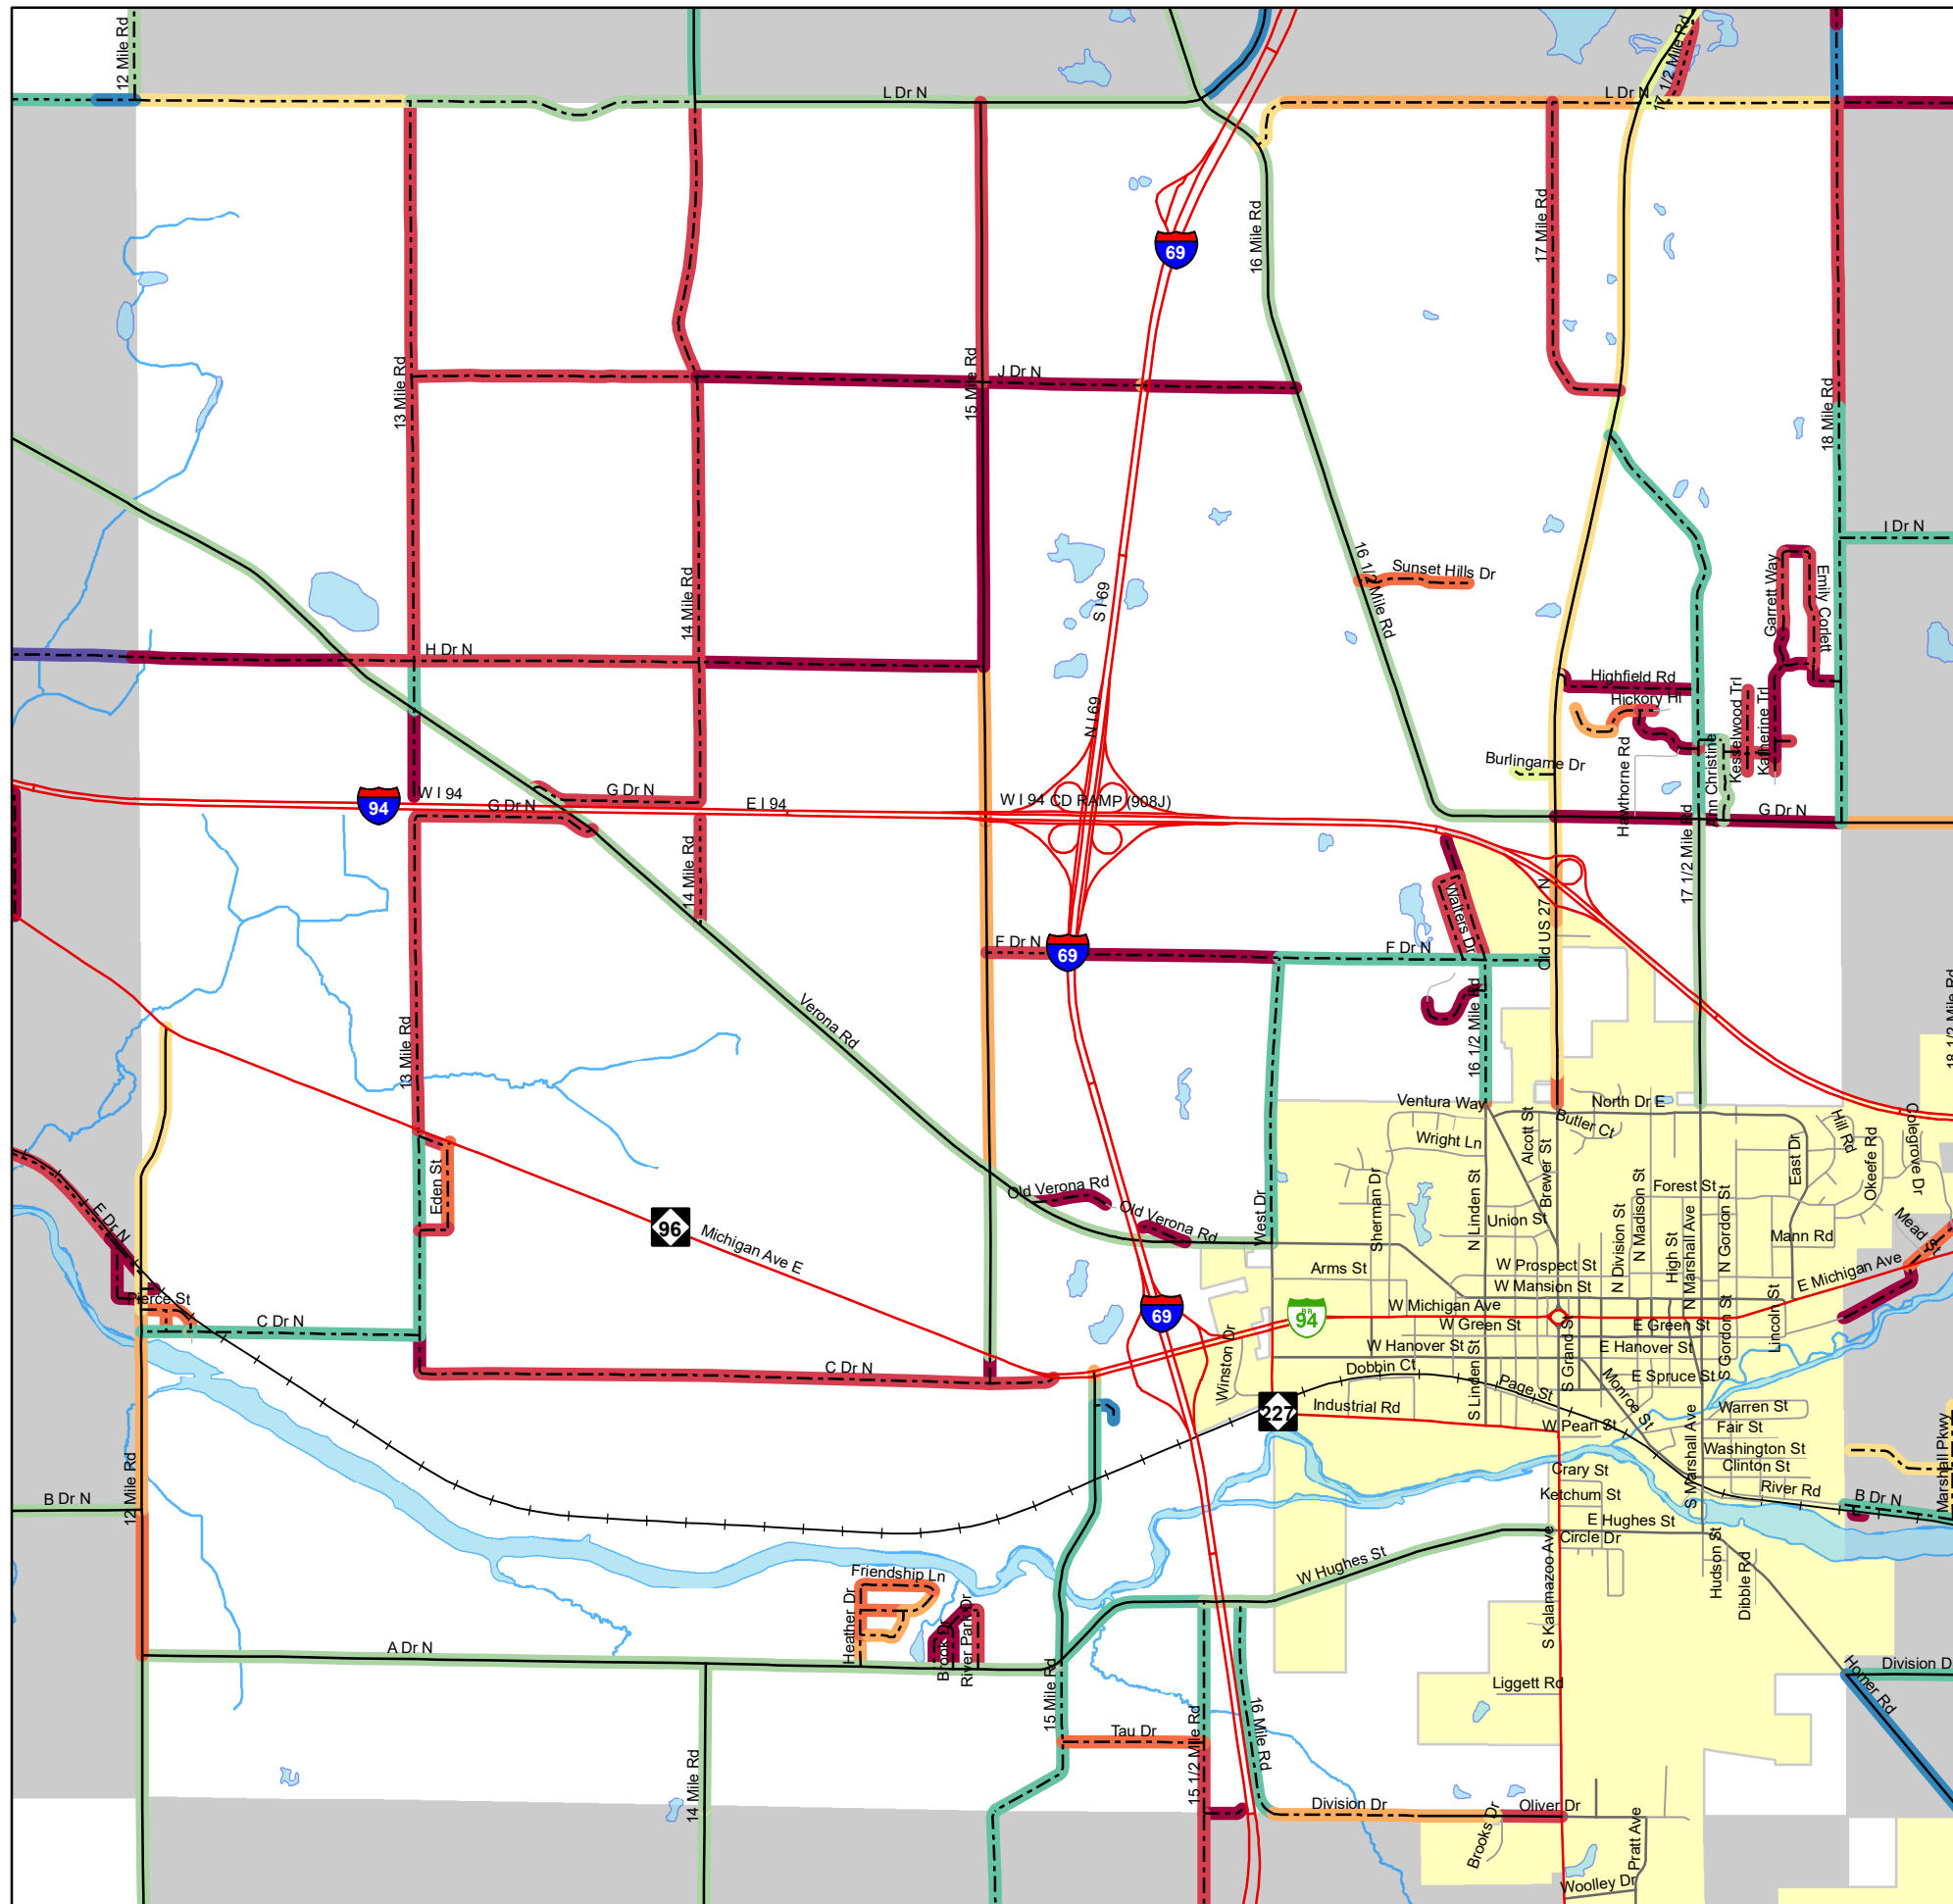 12 Mile Rd
L Dr N
L Dr N
17 1/2 Mile Rd
69
16 Mile Rd
17 Mile Rd
13 Mile Rd
15 Mile Rd
J Dr N
18 Mile Rd
I Dr N
14 Mile Rd
S I 69
16 1/2 Mile Rd
Sunset Hills Dr
Garrett Way
Emily Corlett
H Dr N
N I 69
Highfield Rd
Hickory Hl
Kesselwood Trl
Katherine Trl
Burlingame Dr
Hawthorne Rd
Ann Christine
94
W I 94
G Dr N
G Dr N
E I 94
W I 94 CD RAMP (908J)
G Dr N
14 Mile Rd
17 1/2 Mile Rd
Walters Dr
Old US 27 N
F Dr N
69
F Dr N
Verona Rd
16 1/2 Mile Rd
18 1/2 Mile Rd
13 Mile Rd
Ventura Way
North Dr E
Alcott St
Butler Ct
Hill Rd
Colegrove Dr
Wright Ln
Brewer St
East Dr
Okeefe Rd
Eden St
Old Verona Rd
Old Verona Rd
West Dr
Sherman Dr
N Linden St
Union St
Forest St
N Division St
N Madison St
High St
N Marshall Ave
N Gordon St
Mann Rd
Mead St
E Dr N
96
Michigan Ave E
Arms St
W Prospect St
W Mansion St
E Michigan Ave
Pierce St
C Dr N
69
BR
94
W Michigan Ave
W Green St
E Green St
Lincoln St
Winston Dr
W Hanover St
S Grand St
E Hanover St
S Gordon St
C Dr N
Dobbin Ct
S Linden St
Page St
Monroe St
E Spruce St
227
Industrial Rd
W Pearl St
Warren St
Fair St
S Marshall Ave
Washington St
Clinton St
Marshall Pkwy
12 Mile Rd
B Dr N
Crary St
Ketchum St
River Rd
B Dr N
E Hughes St
Circle Dr
S Kalamazoo Ave
W Hughes St
Hudson St
Dibble Rd
Friendship Ln
Heather Dr
Brook Dr
River Park Dr
A Dr N
15 Mile Rd
Liggett Rd
Homer Rd
Division D
Tau Dr
15 1/2 Mile Rd
16 Mile Rd
14 Mile Rd
Division Dr
Oliver Dr
Brooks Dr
Pratt Ave
Woolley Dr